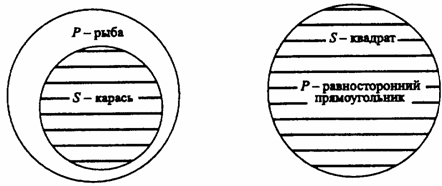 P – рыба
S – карась
S – квадрат
P – равносторонний
прямоугольник